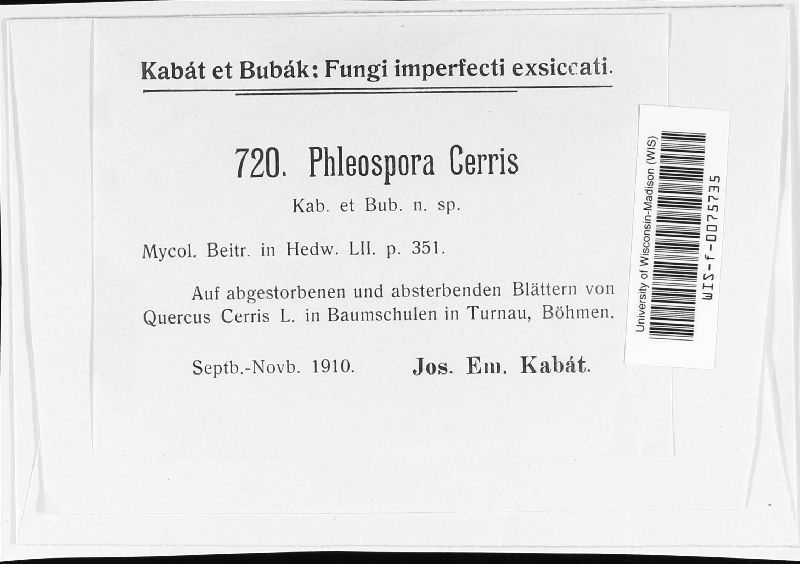 Kabát et Bubák: Fungi imperfecti exsiccati.
720. Phleospora Cerris
Kab. et Bub. n. sp.
Mycol. Beitr. in Hedw. LII. p. 351.
Auf abgestorbenen und absterbenden Blättern von
Quercus Cerris L. in Baumschulen in Turnau, Böhmen.
Septb.-Novb. 1910. Jos. Em. Kabát.
University of Wisconsin-Madison (WIS)
WIS-f-0075735